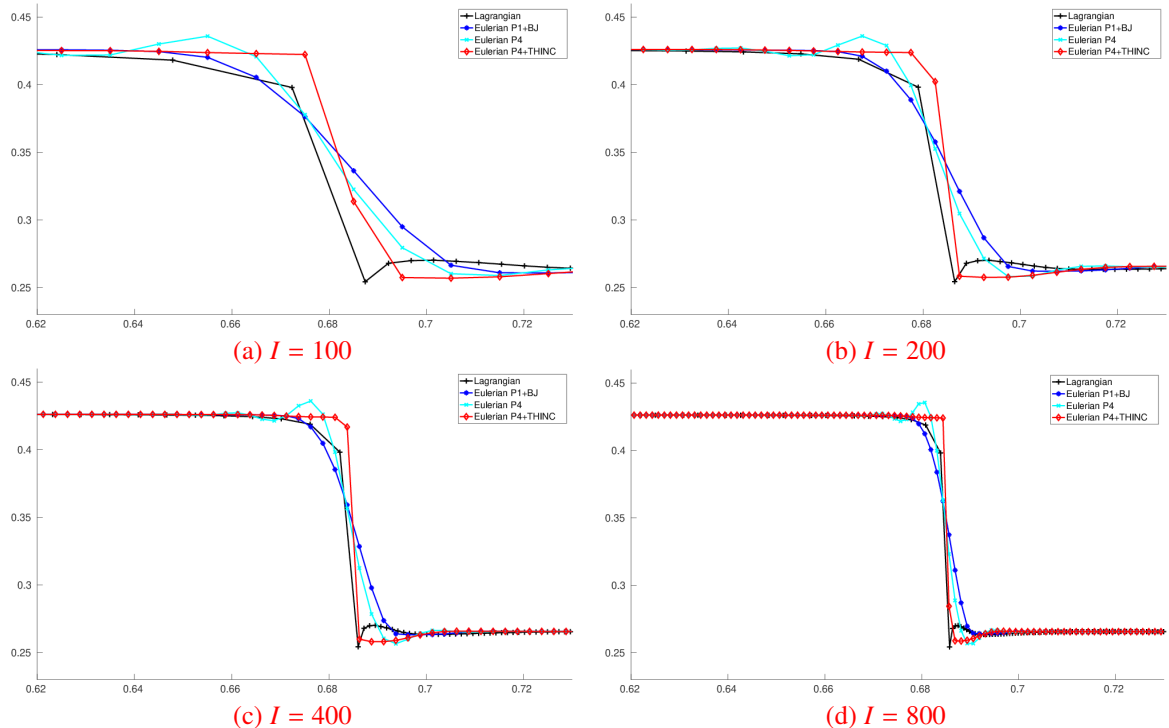 0.45
0.4
0.35
0.3
0.25
0.62 0.64 0.66 0.68 0.7 0.72
Lagrangian
Eulerian P1+BJ
Eulerian P4
Eulerian P4+THINC
(a) I = 100
0.45
0.4
0.35
0.3
0.25
0.62 0.64 0.66 0.68 0.7 0.72
Lagrangian
Eulerian P1+BJ
Eulerian P4
Eulerian P4+THINC
(b) I = 200
0.45
0.4
0.35
0.3
0.25
0.62 0.64 0.66 0.68 0.7 0.72
Lagrangian
Eulerian P1+BJ
Eulerian P4
Eulerian P4+THINC
(c) I = 400
0.45
0.4
0.35
0.3
0.25
0.62 0.64 0.66 0.68 0.7 0.72
Lagrangian
Eulerian P1+BJ
Eulerian P4
Eulerian P4+THINC
(d) I = 800